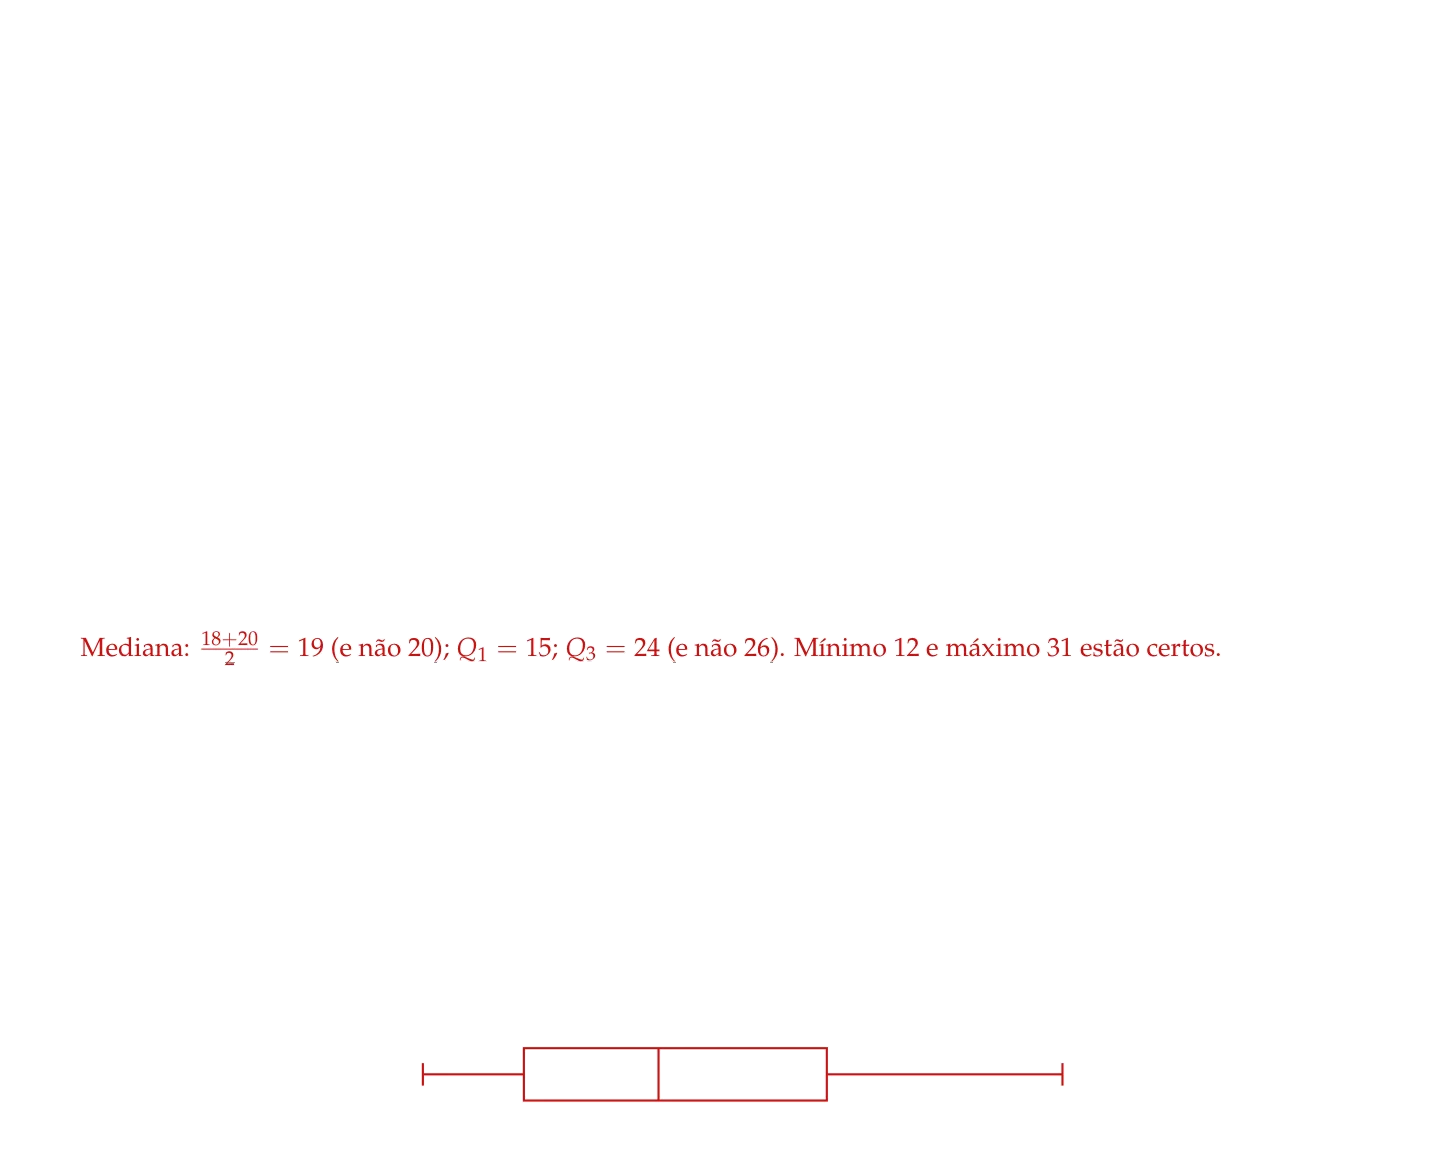 Mediana: \frac{18+20}{2} = 19 (e não 20); Q_1 = 15; Q_3 = 24 (e não 26). Mínimo 12 e máximo 31 estão certos.